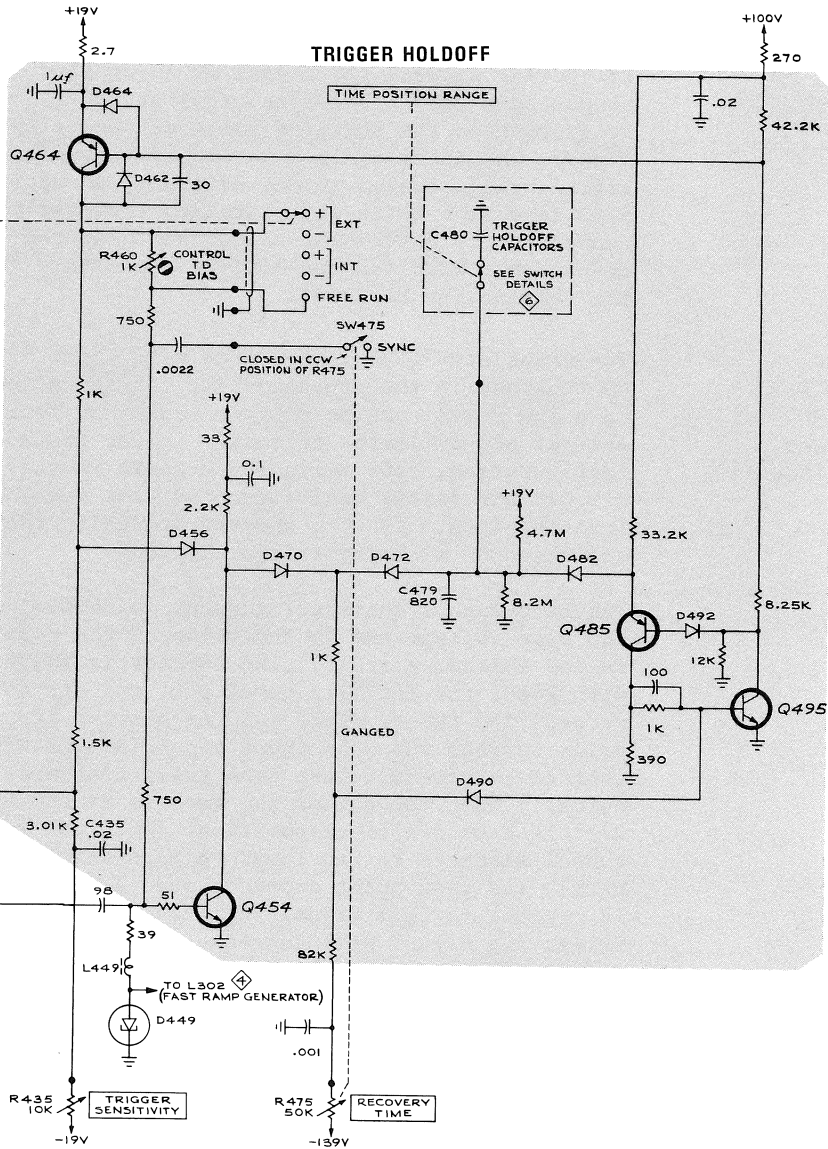 +19V
+100V
2.7
TRIGGER HOLDOFF
270
1µf
D464
TIME POSITION RANGE
.02
42.2K
Q464
D462
30
+
EXT
−
C480
TRIGGER
HOLDOFF
CAPACITORS
R460
1K
CONTROL
TD
BIAS
+
INT
−
SEE SWITCH
DETAILS
6
FREE RUN
750
SW475
SYNC
.0022
CLOSED IN CCW
POSITION OF R475
1K
+19V
33
0.1
2.2K
+19V
4.7M
33.2K
D456
D470
D472
D482
C479
820
8.2M
8.25K
Q485
D492
12K
1K
100
Q495
1K
GANGED
1.5K
390
D490
750
3.01K
C435
.02
98
51
Q454
39
82K
L449
TO L302 4
(FAST RAMP GENERATOR)
D449
.001
R435
10K
TRIGGER
SENSITIVITY
R475
50K
RECOVERY
TIME
-19V
-139V